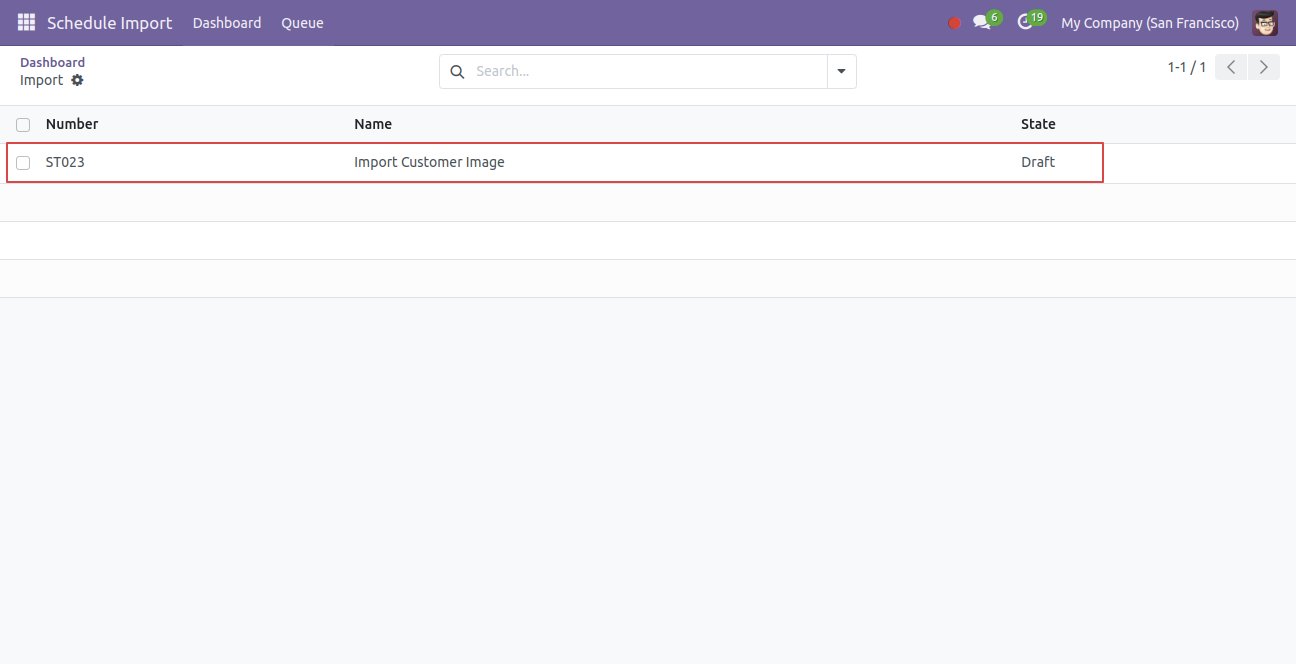 Schedule Import Dashboard Queue 6 19 My Company (San Francisco)
Dashboard
Import
Search...
1-1 / 1
Number Name State
ST023 Import Customer Image Draft